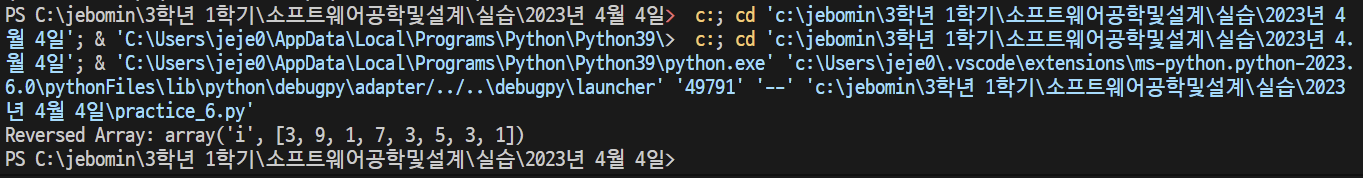 PS C:\jebomin\3학년 1학기\소프트웨어공학및설계\실습\2023년 4월 4일>  c:; cd 'c:\jebomin\3학년 1학기\소프트웨어공학및설계\실습\2023년 4
월 4일'; & 'C:\Users\jeje0\AppData\Local\Programs\Python\Python39\>  c:; cd 'c:\jebomin\3학년 1학기\소프트웨어공학및설계\실습\2023년 4.
월 4일'; & 'C:\Users\jeje0\AppData\Local\Programs\Python\Python39\python.exe' 'c:\Users\jeje0\.vscode\extensions\ms-python.python-2023.
6.0\pythonFiles\lib\python\debugpy\adapter/../..\debugpy\launcher' '49791' '--' 'c:\jebomin\3학년 1학기\소프트웨어공학및설계\실습\2023
년 4월 4일\practice_6.py'
Reversed Array: array('i', [3, 9, 1, 7, 3, 5, 3, 1])
PS C:\jebomin\3학년 1학기\소프트웨어공학및설계\실습\2023년 4월 4일>